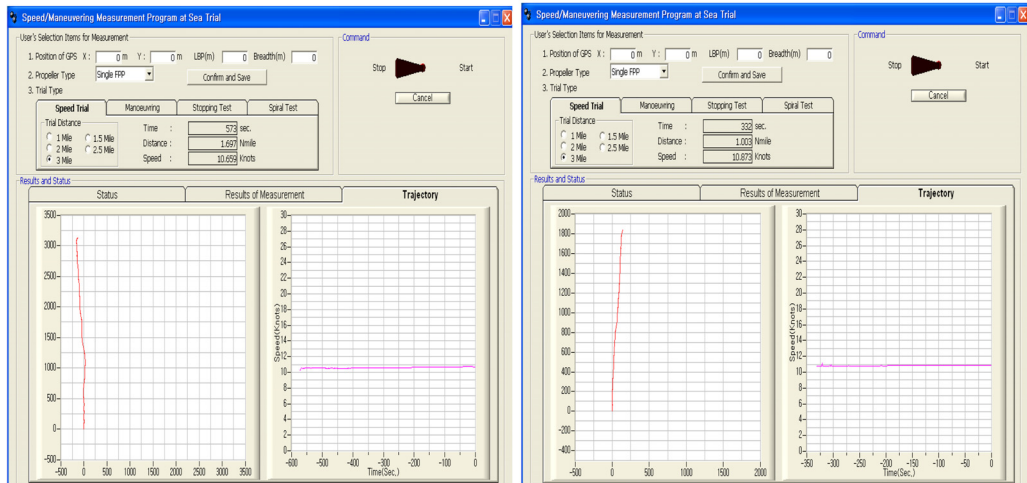 Speed/Maneuvering Measurement Program at Sea Trial
User's Selection Items for Measurement
1. Position of GPS X : 0 m Y : 0 m LBP(m) 0 Breadth(m) 0
2. Propeller Type Single FPP Confirm and Save
3. Trial Type
Speed Trial Manoeuvring Stopping Test Spiral Test
Trial Distance
1 Mile 1.5 Mile
2 Mile 2.5 Mile
3 Mile
Time : 573 sec.
Distance : 1.697 Nmile
Speed : 10.659 Knots
Command
Stop Start
Cancel
Results and Status
Status Results of Measurement Trajectory
3500
3000
2500
2000
1500
1000
500
0
-500
-500 0 500 1000 1500 2000 2500 3000 3500
Speed(Knots)
30
28
26
24
22
20
18
16
14
12
10
8
6
4
2
0
-600 -500 -400 -300 -200 -100 0
Time(Sec,)
Speed/Maneuvering Measurement Program at Sea Trial
User's Selection Items for Measurement
1. Position of GPS X : 0 m Y : 0 m LBP(m) 0 Breadth(m) 0
2. Propeller Type Single FPP Confirm and Save
3. Trial Type
Speed Trial Manoeuvring Stopping Test Spiral Test
Trial Distance
1 Mile 1.5 Mile
2 Mile 2.5 Mile
3 Mile
Time : 332 sec.
Distance : 1.003 Nmile
Speed : 10.873 Knots
Command
Stop Start
Cancel
Results and Status
Status Results of Measurement Trajectory
2000
1800
1600
1400
1200
1000
800
600
400
200
0
-200
-400
-500 0 500 1000 1500 2000
Speed(Knots)
30
28
26
24
22
20
18
16
14
12
10
8
6
4
2
0
-350 -300 -250 -200 -150 -100 -50 0
Time(Sec,)